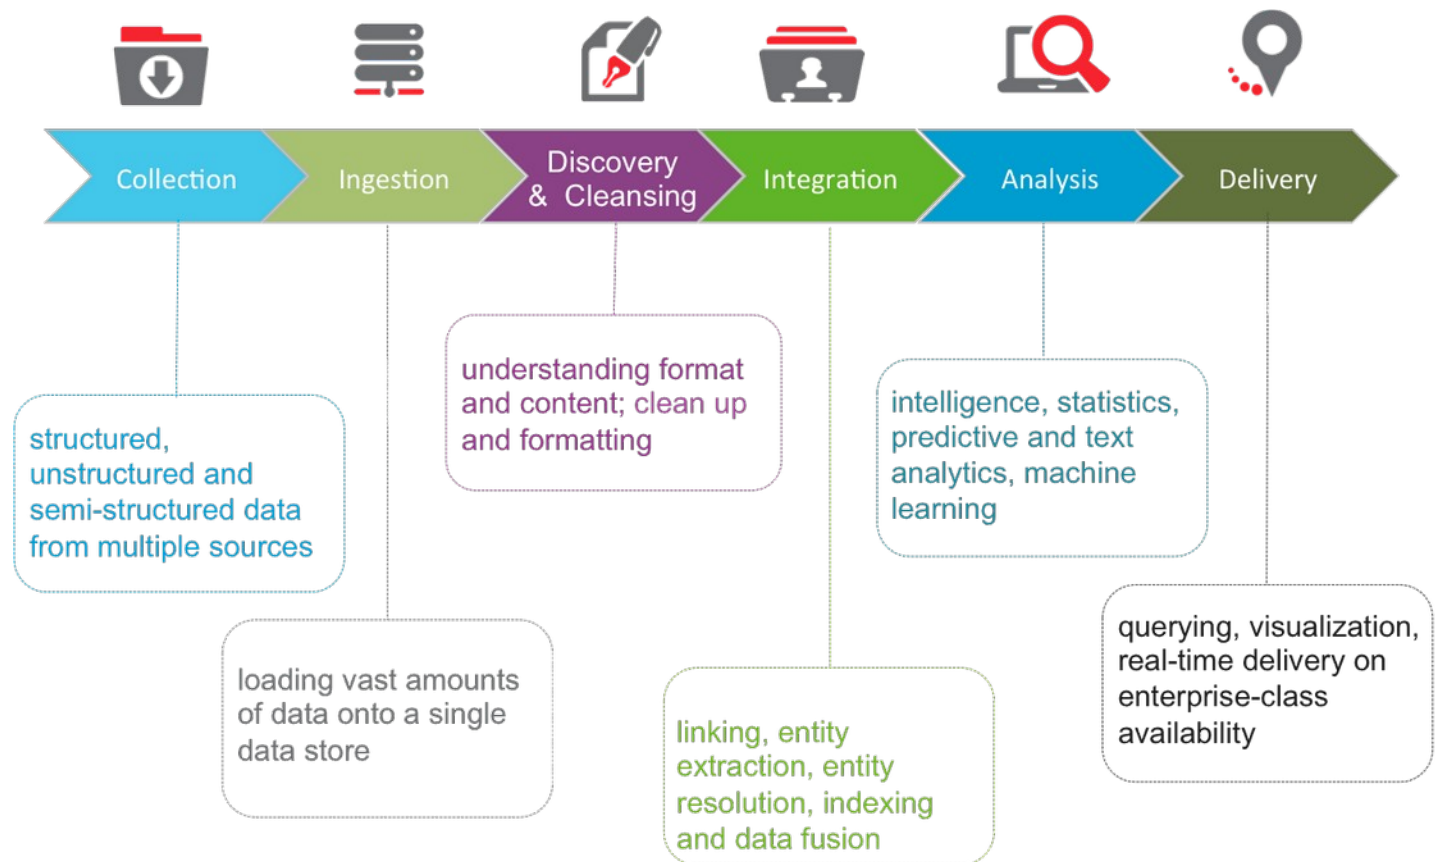 Collection
Ingestion
Discovery
& Cleansing
Integration
Analysis
Delivery
structured,
unstructured and
semi-structured data
from multiple sources
loading vast amounts
of data onto a single
data store
understanding format
and content; clean up
and formatting
linking, entity
extraction, entity
resolution, indexing
and data fusion
intelligence, statistics,
predictive and text
analytics, machine
learning
querying, visualization,
real-time delivery on
enterprise-class
availability